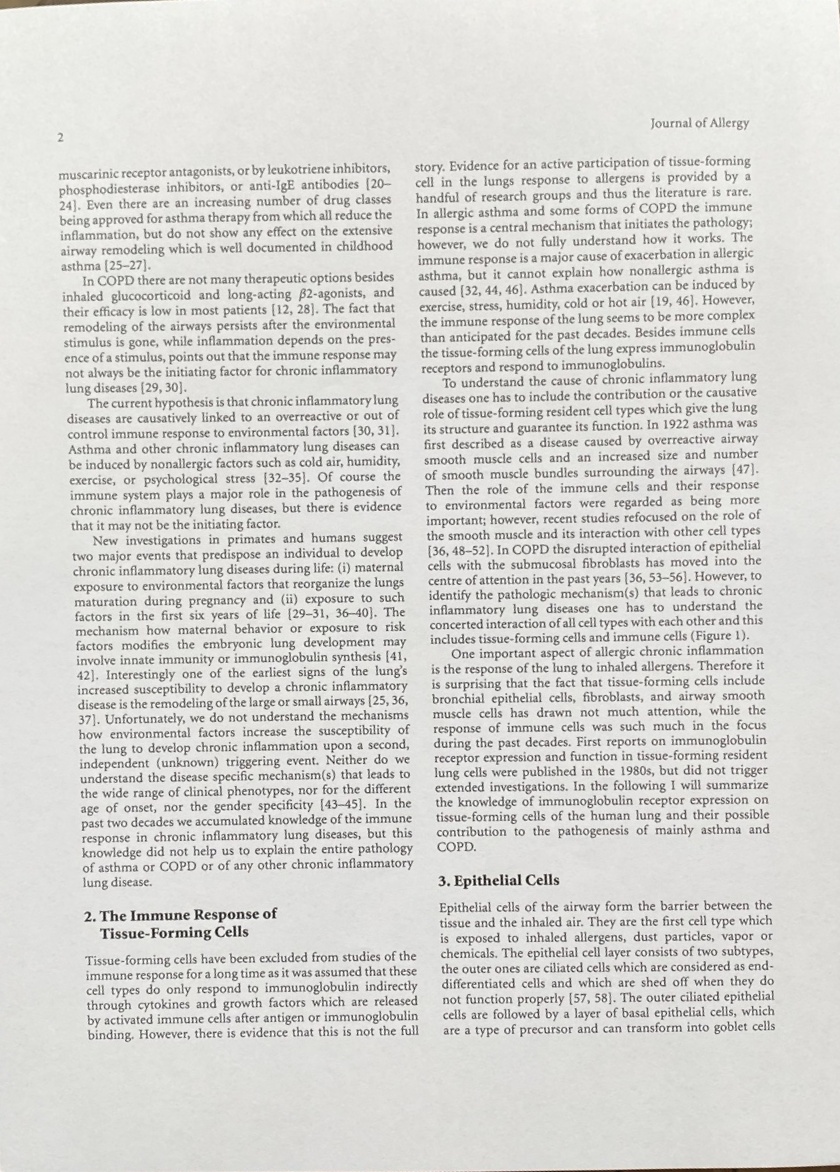 2
Journal of Allergy
muscarinic receptor antagonists, or by leukotriene inhibitors,
phosphodiesterase inhibitors, or anti-IgE antibodies [20–
24]. Even there are an increasing number of drug classes
being approved for asthma therapy from which all reduce the
inflammation, but do not show any effect on the extensive
airway remodeling which is well documented in childhood
asthma [25–27].
In COPD there are not many therapeutic options besides
inhaled glucocorticoid and long-acting β2-agonists, and
their efficacy is low in most patients [12, 28]. The fact that
remodeling of the airways persists after the environmental
stimulus is gone, while inflammation depends on the pres-
ence of a stimulus, points out that the immune response may
not always be the initiating factor for chronic inflammatory
lung diseases [29, 30].
The current hypothesis is that chronic inflammatory lung
diseases are causatively linked to an overreactive or out of
control immune response to environmental factors [30, 31].
Asthma and other chronic inflammatory lung diseases can
be induced by nonallergic factors such as cold air, humidity,
exercise, or psychological stress [32–35]. Of course the
immune system plays a major role in the pathogenesis of
chronic inflammatory lung diseases, but there is evidence
that it may not be the initiating factor.
New investigations in primates and humans suggest
two major events that predispose an individual to develop
chronic inflammatory lung diseases during life: (i) maternal
exposure to environmental factors that reorganize the lungs
maturation during pregnancy and (ii) exposure to such
factors in the first six years of life [29–31, 36–40]. The
mechanism how maternal behavior or exposure to risk
factors modifies the embryonic lung development may
involve innate immunity or immunoglobulin synthesis [41,
42]. Interestingly one of the earliest signs of the lung's
increased susceptibility to develop a chronic inflammatory
disease is the remodeling of the large or small airways [25, 36,
37]. Unfortunately, we do not understand the mechanisms
how environmental factors increase the susceptibility of
the lung to develop chronic inflammation upon a second,
independent (unknown) triggering event. Neither do we
understand the disease specific mechanism(s) that leads to
the wide range of clinical phenotypes, nor for the different
age of onset, nor the gender specificity [43–45]. In the
past two decades we accumulated knowledge of the immune
response in chronic inflammatory lung diseases, but this
knowledge did not help us to explain the entire pathology
of asthma or COPD or of any other chronic inflammatory
lung disease.
2. The Immune Response of
Tissue-Forming Cells
Tissue-forming cells have been excluded from studies of the
immune response for a long time as it was assumed that these
cell types do only respond to immunoglobulin indirectly
through cytokines and growth factors which are released
by activated immune cells after antigen or immunoglobulin
binding. However, there is evidence that this is not the full
story. Evidence for an active participation of tissue-forming
cell in the lungs response to allergens is provided by a
handful of research groups and thus the literature is rare.
In allergic asthma and some forms of COPD the immune
response is a central mechanism that initiates the pathology;
however, we do not fully understand how it works. The
immune response is a major cause of exacerbation in allergic
asthma, but it cannot explain how nonallergic asthma is
caused [32, 44, 46]. Asthma exacerbation can be induced by
exercise, stress, humidity, cold or hot air [19, 46]. However,
the immune response of the lung seems to be more complex
than anticipated for the past decades. Besides immune cells
the tissue-forming cells of the lung express immunoglobulin
receptors and respond to immunoglobulins.
To understand the cause of chronic inflammatory lung
diseases one has to include the contribution or the causative
role of tissue-forming resident cell types which give the lung
its structure and guarantee its function. In 1922 asthma was
first described as a disease caused by overreactive airway
smooth muscle cells and an increased size and number
of smooth muscle bundles surrounding the airways [47].
Then the role of the immune cells and their response
to environmental factors were regarded as being more
important; however, recent studies refocused on the role of
the smooth muscle and its interaction with other cell types
[36, 48–52]. In COPD the disrupted interaction of epithelial
cells with the submucosal fibroblasts has moved into the
centre of attention in the past years [36, 53–56]. However, to
identify the pathologic mechanism(s) that leads to chronic
inflammatory lung diseases one has to understand the
concerted interaction of all cell types with each other and this
includes tissue-forming cells and immune cells (Figure 1).
One important aspect of allergic chronic inflammation
is the response of the lung to inhaled allergens. Therefore it
is surprising that the fact that tissue-forming cells include
bronchial epithelial cells, fibroblasts, and airway smooth
muscle cells has drawn not much attention, while the
response of immune cells was such much in the focus
during the past decades. First reports on immunoglobulin
receptor expression and function in tissue-forming resident
lung cells were published in the 1980s, but did not trigger
extended investigations. In the following I will summarize
the knowledge of immunoglobulin receptor expression on
tissue-forming cells of the human lung and their possible
contribution to the pathogenesis of mainly asthma and
COPD.
3. Epithelial Cells
Epithelial cells of the airway form the barrier between the
tissue and the inhaled air. They are the first cell type which
is exposed to inhaled allergens, dust particles, vapor or
chemicals. The epithelial cell layer consists of two subtypes,
the outer ones are ciliated cells which are considered as end-
differentiated cells and which are shed off when they do
not function properly [57, 58]. The outer ciliated epithelial
cells are followed by a layer of basal epithelial cells, which
are a type of precursor and can transform into goblet cells